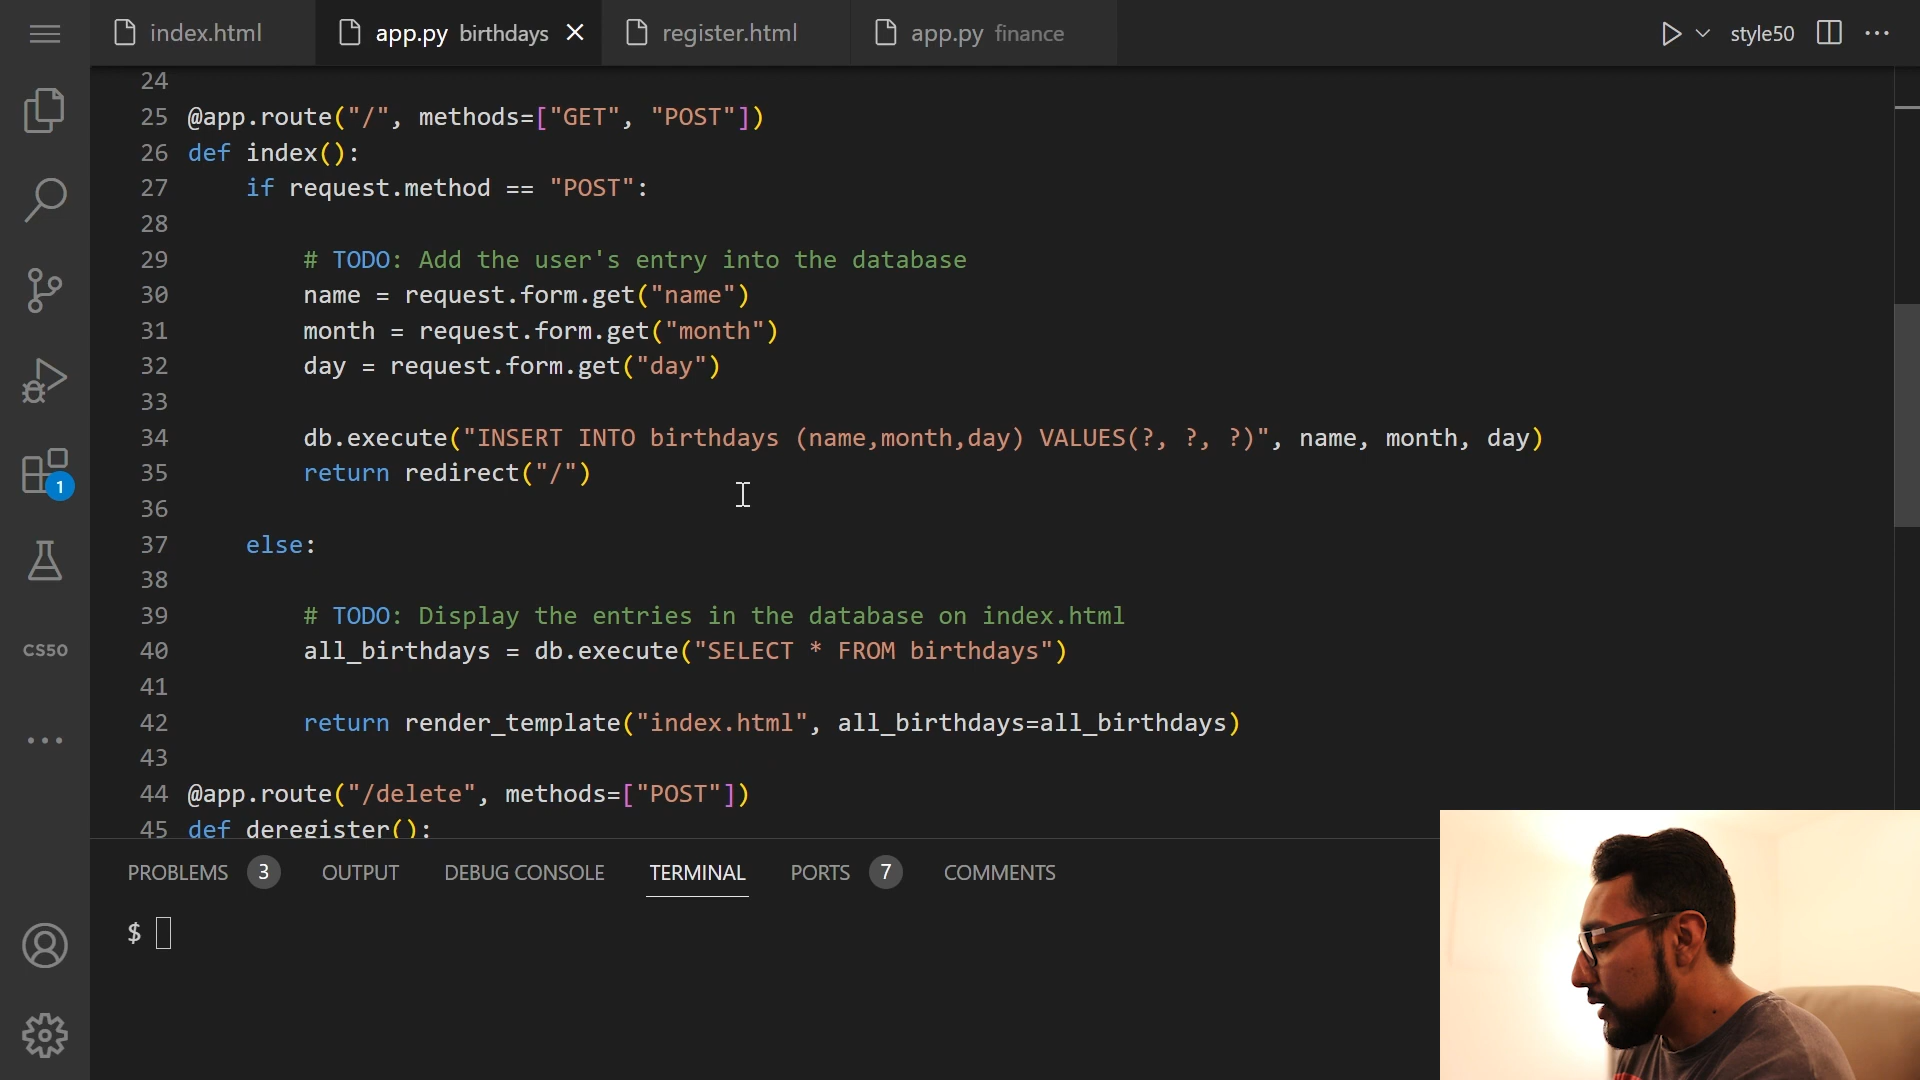 index.html
app.py birthdays
register.html
app.py finance
style50
24
25 @app.route("/", methods=["GET", "POST"])
26 def index():
27 if request.method == "POST":
28
29 # TODO: Add the user's entry into the database
30 name = request.form.get("name")
31 month = request.form.get("month")
32 day = request.form.get("day")
33
34 db.execute("INSERT INTO birthdays (name,month,day) VALUES(?, ?, ?)", name, month, day)
35 return redirect("/")
36
37 else:
38
39 # TODO: Display the entries in the database on index.html
40 all_birthdays = db.execute("SELECT * FROM birthdays")
41
42 return render_template("index.html", all_birthdays=all_birthdays)
43
44 @app.route("/delete", methods=["POST"])
45 def deregister():
1
CS50
PROBLEMS 3 OUTPUT DEBUG CONSOLE TERMINAL PORTS 7 COMMENTS
$